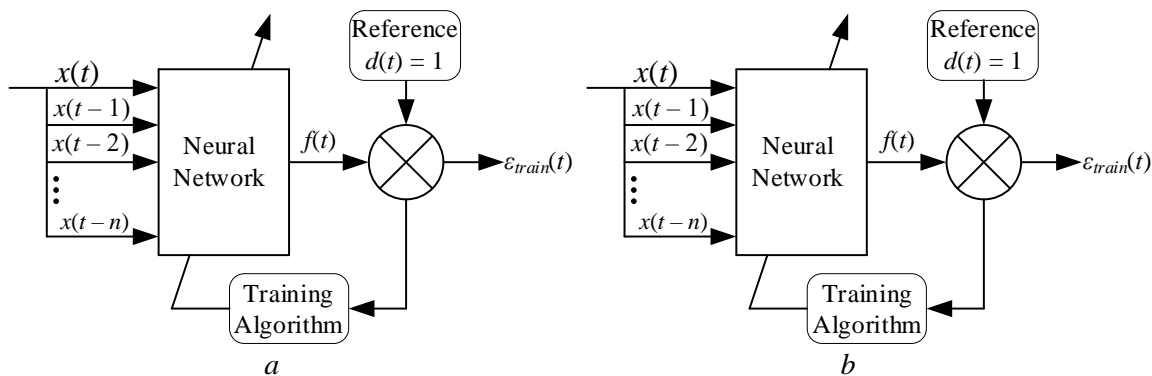 Reference
d(t) = 1
x(t)
x(t − 1)
x(t − 2)
x(t − n)
Neural
Network
f(t)
ε_train(t)
Training
Algorithm
a
Reference
d(t) = 1
x(t)
x(t − 1)
x(t − 2)
x(t − n)
Neural
Network
f(t)
ε_train(t)
Training
Algorithm
b